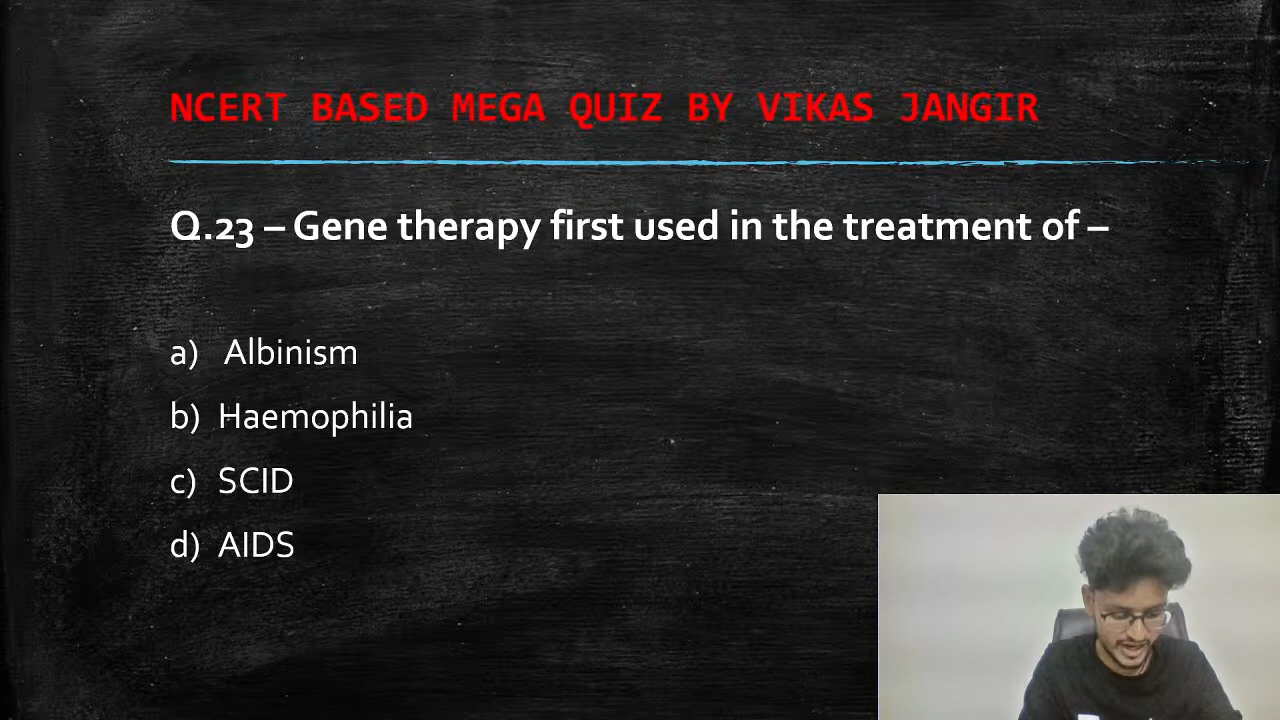 NCERT BASED MEGA QUIZ BY VIKAS JANGIR
Q.23 – Gene therapy first used in the treatment of –
a) Albinism
b) Haemophilia
c) SCID
d) AIDS